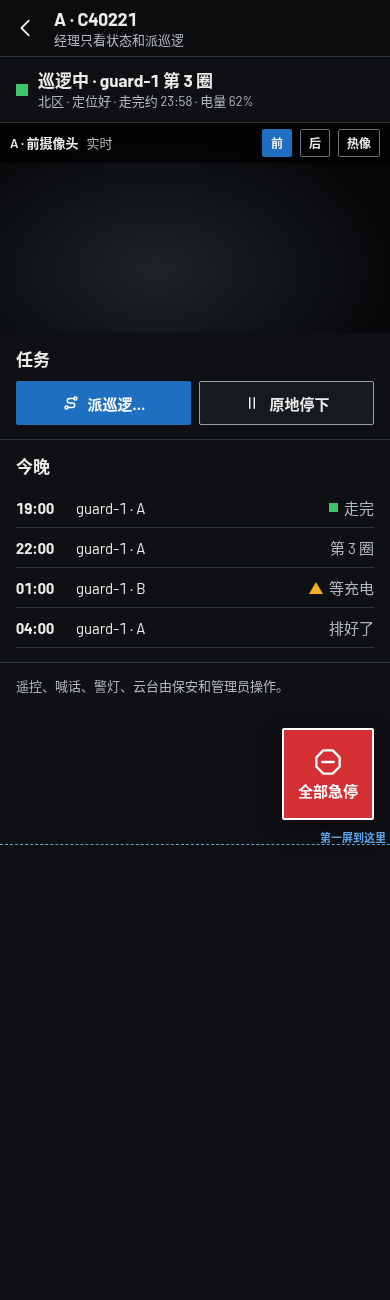 A · C40221
经理只看状态和派巡逻
巡逻中 · guard-1 第 3 圈
北区 · 定位好 · 走完约 23:58 · 电量 62%
A · 前摄像头 实时 前 后 热像
任务
派巡逻… 原地停下
今晚
19:00 guard-1 · A 走完
22:00 guard-1 · A 第 3 圈
01:00 guard-1 · B 等充电
04:00 guard-1 · A 排好了
遥控、喊话、警灯、云台由保安和管理员操作。
全部急停
第一屏到这里